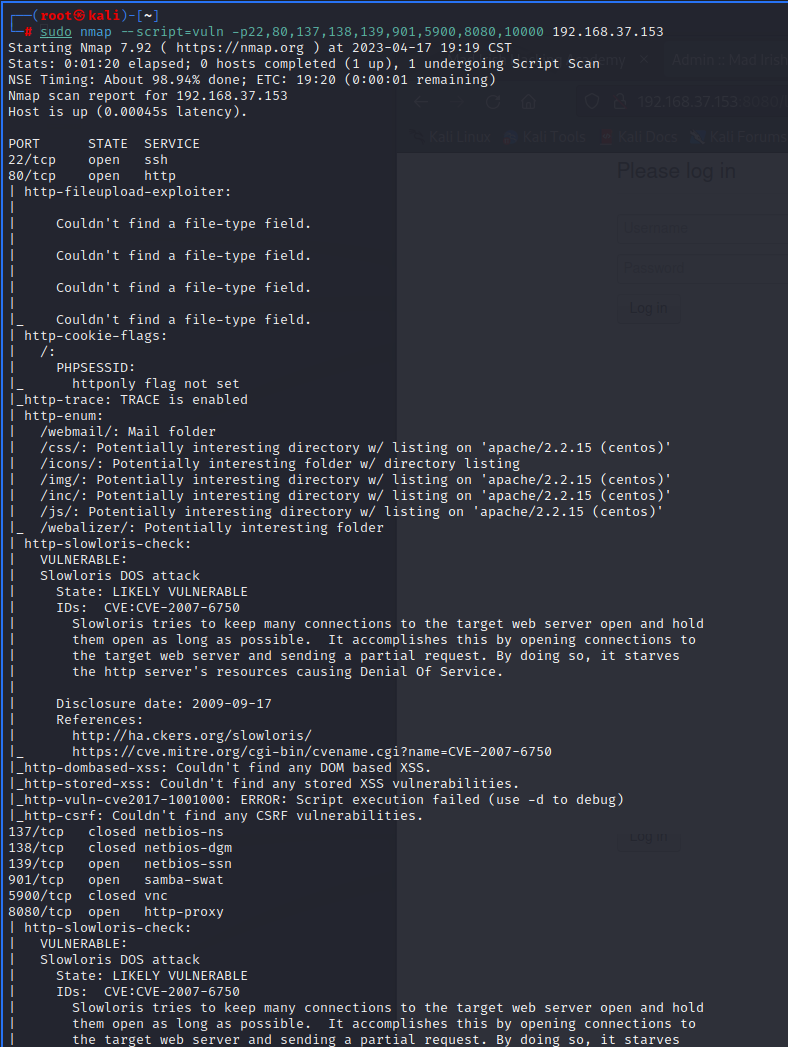 ┌──(root㉿kali)-[~]
└─# sudo nmap --script=vuln -p22,80,137,138,139,901,5900,8080,10000 192.168.37.153
Starting Nmap 7.92 ( https://nmap.org ) at 2023-04-17 19:19 CST
Stats: 0:01:20 elapsed; 0 hosts completed (1 up), 1 undergoing Script Scan
NSE Timing: About 98.94% done; ETC: 19:20 (0:00:01 remaining)
Nmap scan report for 192.168.37.153
Host is up (0.00045s latency).
PORT      STATE  SERVICE
22/tcp    open   ssh
80/tcp    open   http
| http-fileupload-exploiter:
|
|     Couldn't find a file-type field.
|
|     Couldn't find a file-type field.
|
|     Couldn't find a file-type field.
|
|_    Couldn't find a file-type field.
| http-cookie-flags:
|   /:
|     PHPSESSID:
|_      httponly flag not set
|_http-trace: TRACE is enabled
| http-enum:
|   /webmail/: Mail folder
|   /css/: Potentially interesting directory w/ listing on 'apache/2.2.15 (centos)'
|   /icons/: Potentially interesting folder w/ directory listing
|   /img/: Potentially interesting directory w/ listing on 'apache/2.2.15 (centos)'
|   /inc/: Potentially interesting directory w/ listing on 'apache/2.2.15 (centos)'
|   /js/: Potentially interesting directory w/ listing on 'apache/2.2.15 (centos)'
|_  /webalizer/: Potentially interesting folder
| http-slowloris-check:
|   VULNERABLE:
|   Slowloris DOS attack
|     State: LIKELY VULNERABLE
|     IDs:  CVE:CVE-2007-6750
|       Slowloris tries to keep many connections to the target web server open and hold
|       them open as long as possible.  It accomplishes this by opening connections to
|       the target web server and sending a partial request. By doing so, it starves
|       the http server's resources causing Denial Of Service.
|
|     Disclosure date: 2009-09-17
|     References:
|       http://ha.ckers.org/slowloris/
|_      https://cve.mitre.org/cgi-bin/cvename.cgi?name=CVE-2007-6750
|_http-dombased-xss: Couldn't find any DOM based XSS.
|_http-stored-xss: Couldn't find any stored XSS vulnerabilities.
|_http-vuln-cve2017-1001000: ERROR: Script execution failed (use -d to debug)
|_http-csrf: Couldn't find any CSRF vulnerabilities.
137/tcp   closed netbios-ns
138/tcp   closed netbios-dgm
139/tcp   open   netbios-ssn
901/tcp   open   samba-swat
5900/tcp  closed vnc
8080/tcp  open   http-proxy
| http-slowloris-check:
|   VULNERABLE:
|   Slowloris DOS attack
|     State: LIKELY VULNERABLE
|     IDs:  CVE:CVE-2007-6750
|       Slowloris tries to keep many connections to the target web server open and hold
|       them open as long as possible.  It accomplishes this by opening connections to
|       the target web server and sending a partial request. By doing so, it starves
192.168.37.153
Kali Linux
Kali Tools
Kali Docs
Kali Forums
Please log in
Password
Log in
Log in